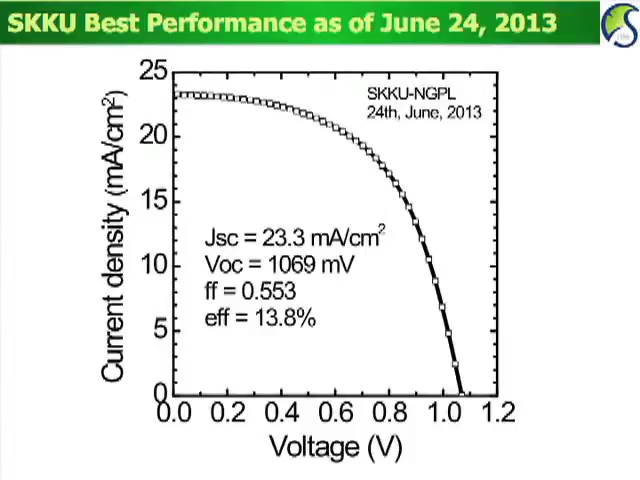 SKKU Best Performance as of June 24, 2013
SKKU-NGPL
24th, June, 2013
Jsc = 23.3 mA/cm²
Voc = 1069 mV
ff = 0.553
eff = 13.8%
Current density (mA/cm²)
25
20
15
10
5
0
0.0 0.2 0.4 0.6 0.8 1.0 1.2
Voltage (V)